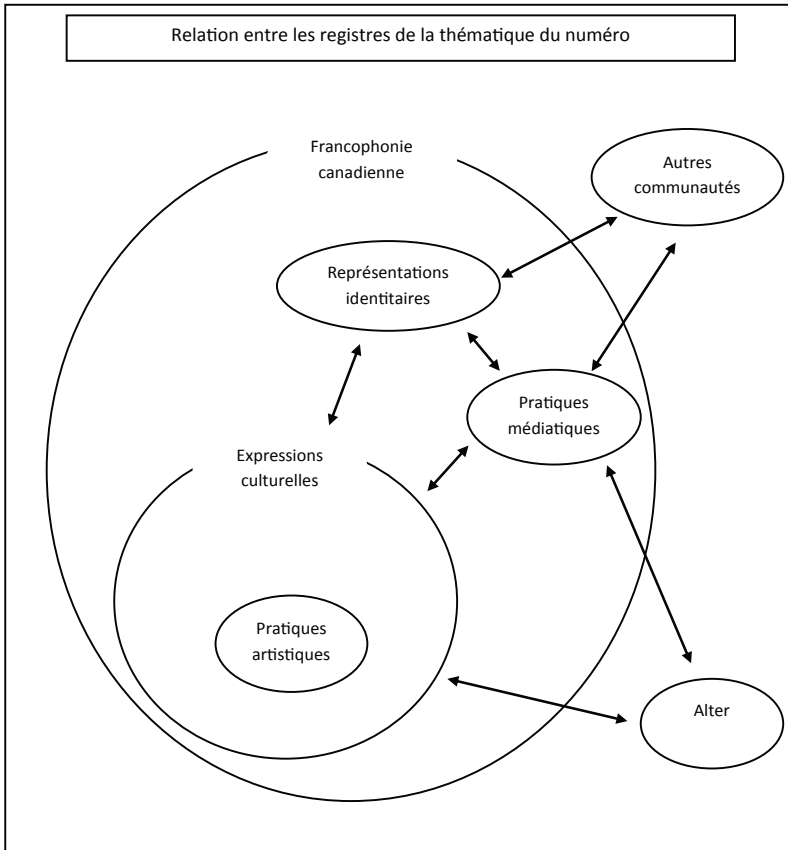 Relation entre les registres de la thématique du numéro
Francophonie
canadienne
Autres
communautés
Représentations
identitaires
Pratiques
médiatiques
Expressions
culturelles
Pratiques
artistiques
Alter